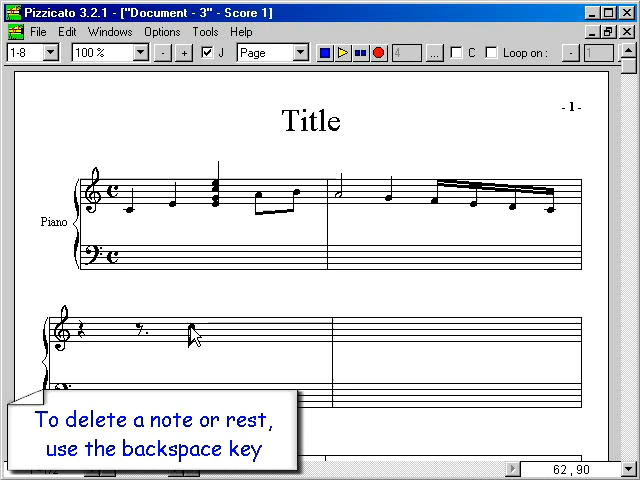 Pizzicato 3.2.1 - ["Document - 3" - Score 1]
File Edit Windows Options Tools Help
1-8 100 % - + J Page 4 ... C Loop on : - 1
- 1 -
Title
Piano
To delete a note or rest,
use the backspace key
62 , 90